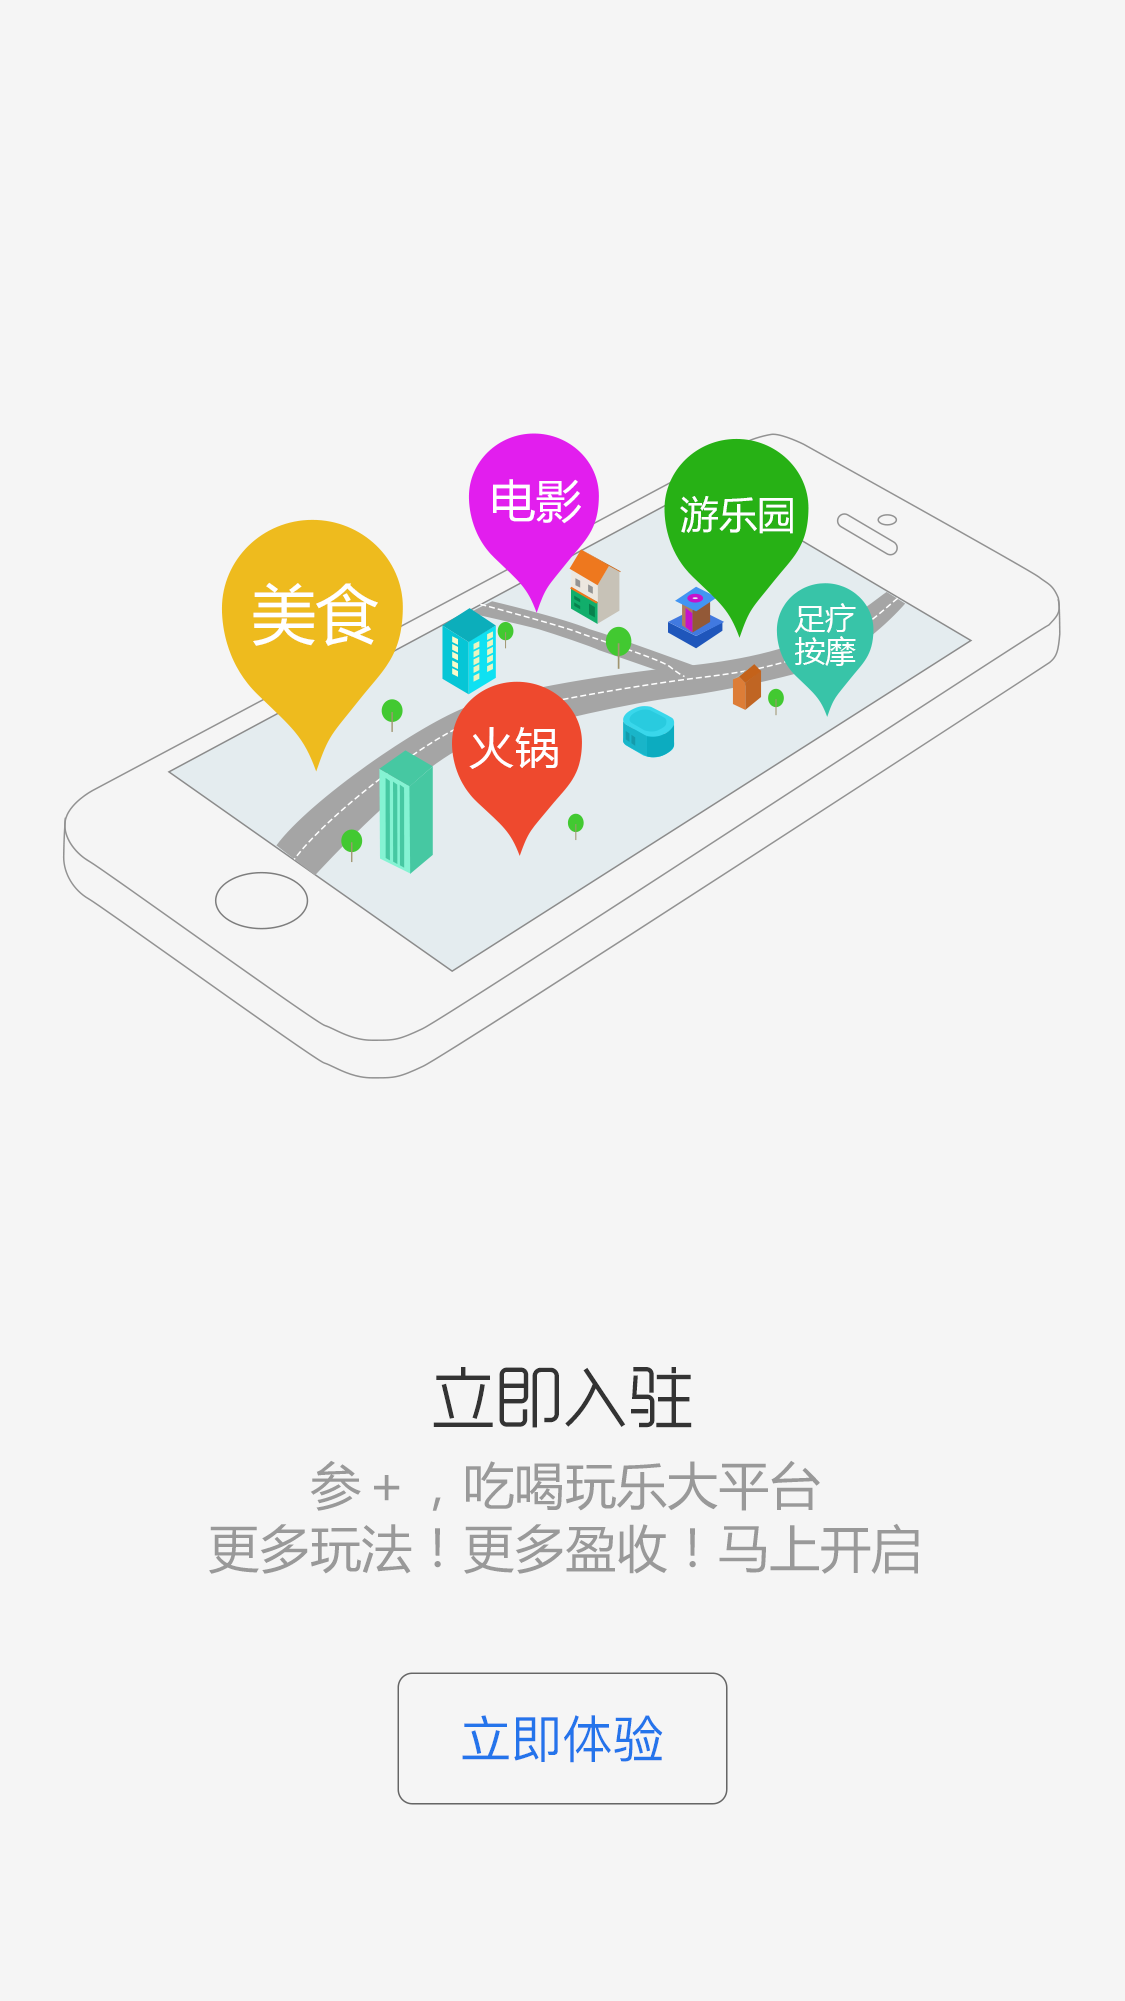 电影
游乐园
美食
足疗
按摩
火锅
立即入驻
参+，吃喝玩乐大平台
更多玩法！更多盈收！马上开启
立即体验